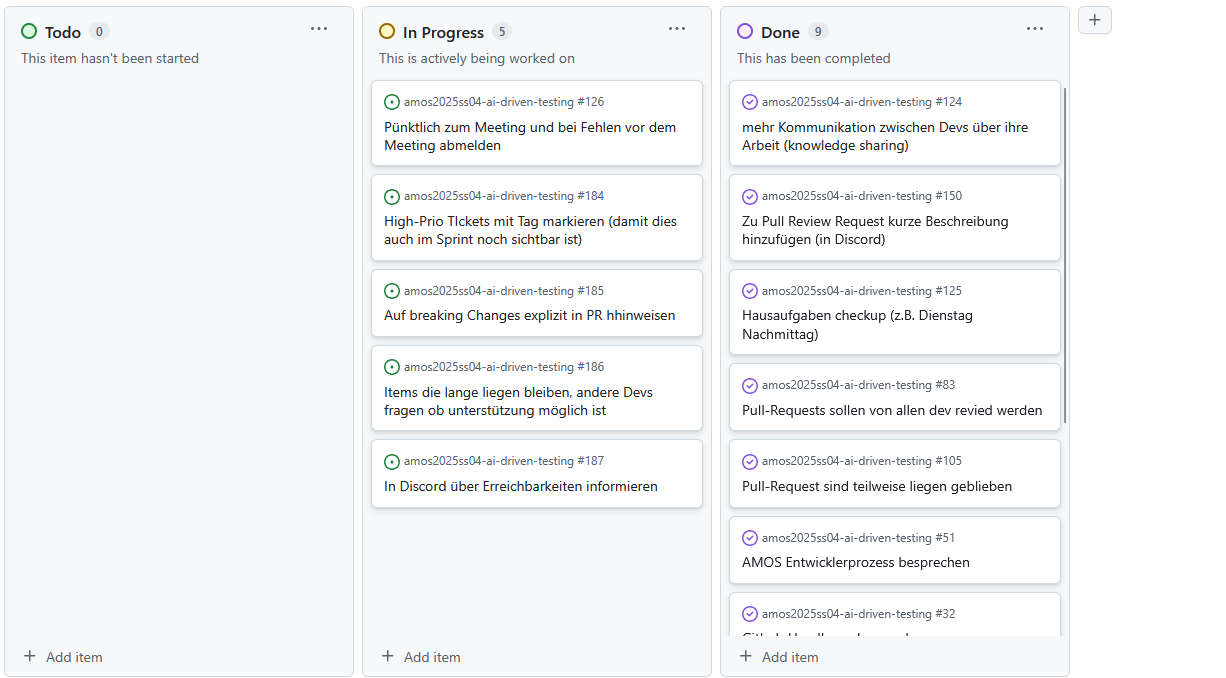 Todo 0
This item hasn't been started
Add item
In Progress 5
This is actively being worked on
amos2025ss04-ai-driven-testing #126
Pünktlich zum Meeting und bei Fehlen vor dem
Meeting abmelden
amos2025ss04-ai-driven-testing #184
High-Prio TIckets mit Tag markieren (damit dies
auch im Sprint noch sichtbar ist)
amos2025ss04-ai-driven-testing #185
Auf breaking Changes explizit in PR hhinweisen
amos2025ss04-ai-driven-testing #186
Items die lange liegen bleiben, andere Devs
fragen ob unterstützung möglich ist
amos2025ss04-ai-driven-testing #187
In Discord über Erreichbarkeiten informieren
Add item
Done 9
This has been completed
amos2025ss04-ai-driven-testing #124
mehr Kommunikation zwischen Devs über ihre
Arbeit (knowledge sharing)
amos2025ss04-ai-driven-testing #150
Zu Pull Review Request kurze Beschreibung
hinzufügen (in Discord)
amos2025ss04-ai-driven-testing #125
Hausaufgaben checkup (z.B. Dienstag
Nachmittag)
amos2025ss04-ai-driven-testing #83
Pull-Requests sollen von allen dev revied werden
amos2025ss04-ai-driven-testing #105
Pull-Request sind teilweise liegen geblieben
amos2025ss04-ai-driven-testing #51
AMOS Entwicklerprozess besprechen
amos2025ss04-ai-driven-testing #32
Add item